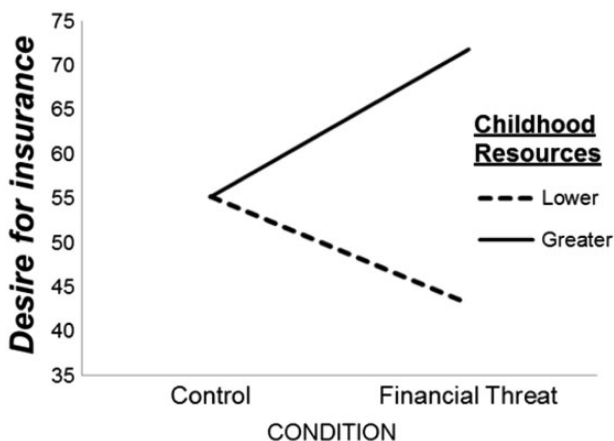 Desire for insurance
75
70
65
60
55
50
45
40
35
Control
Financial Threat
CONDITION
Childhood
Resources
Lower
Greater